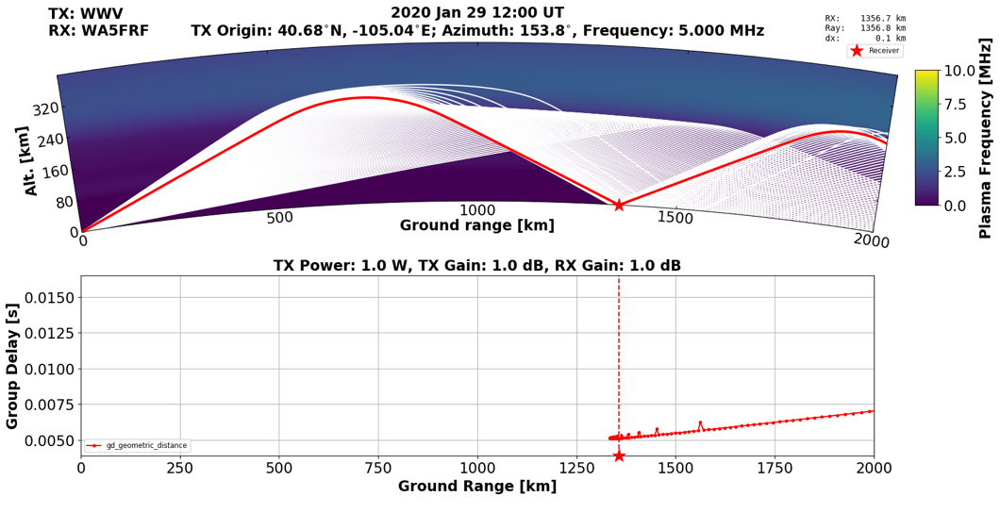 TX: WWV
RX: WA5FRF
2020 Jan 29 12:00 UT
TX Origin: 40.68°N, -105.04°E; Azimuth: 153.8°, Frequency: 5.000 MHz
RX: 1356.7 km
Ray: 1356.8 km
dx: 0.1 km
Receiver
Alt. [km]
320
240
160
80
0
0
500
1000
1500
2000
Ground range [km]
10.0
7.5
5.0
2.5
0.0
Plasma Frequency [MHz]
TX Power: 1.0 W, TX Gain: 1.0 dB, RX Gain: 1.0 dB
Group Delay [s]
0.0150
0.0125
0.0100
0.0075
0.0050
gd_geometric_distance
0 250 500 750 1000 1250 1500 1750 2000
Ground Range [km]